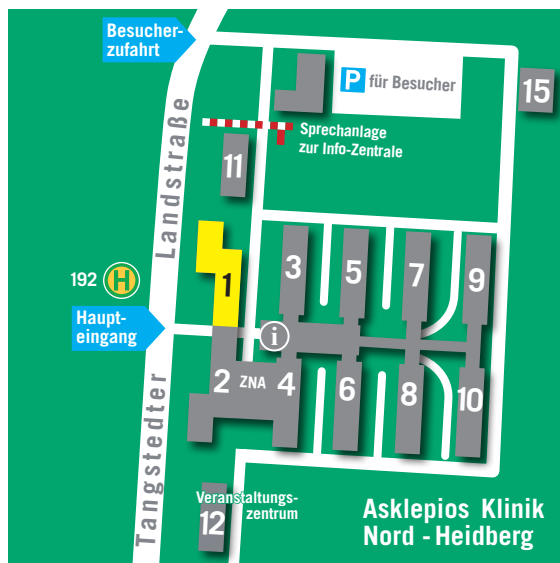 Besucher-
zufahrt
P für Besucher
15
Sprechanlage
zur Info-Zentrale
11
Tangstedter Landstraße
192 H
1
3
5
7
9
Haupt-
eingang
i
2 ZNA 4
6
8
10
Veranstaltungs-
zentrum
12
Asklepios Klinik
Nord - Heidberg